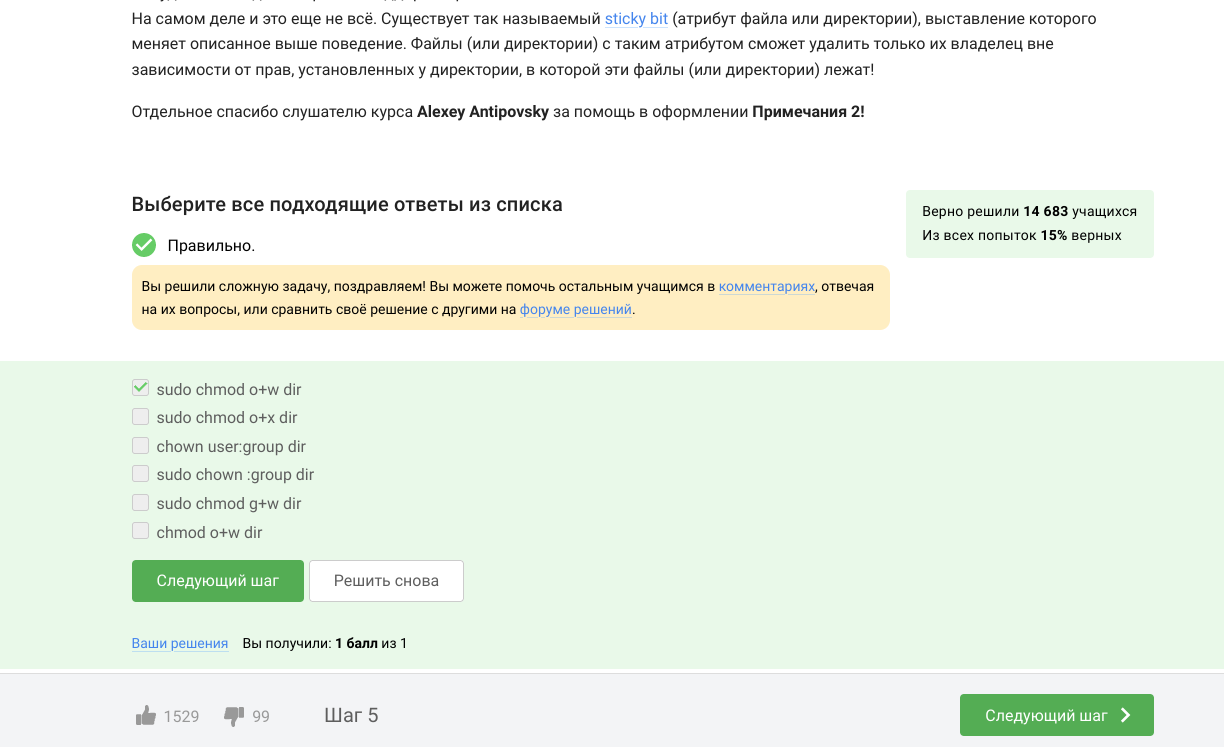 На самом деле и это еще не всё. Существует так называемый sticky bit (атрибут файла или директории), выставление которого
меняет описанное выше поведение. Файлы (или директории) с таким атрибутом сможет удалить только их владелец вне
зависимости от прав, установленных у директории, в которой эти файлы (или директории) лежат!
Отдельное спасибо слушателю курса Alexey Antipovsky за помощь в оформлении Примечания 2!
Выберите все подходящие ответы из списка
Верно решили 14 683 учащихся
Из всех попыток 15% верных
Правильно.
Вы решили сложную задачу, поздравляем! Вы можете помочь остальным учащимся в комментариях, отвечая
на их вопросы, или сравнить своё решение с другими на форуме решений.
sudo chmod o+w dir
sudo chmod o+x dir
chown user:group dir
sudo chown :group dir
sudo chmod g+w dir
chmod o+w dir
Следующий шаг
Решить снова
Ваши решения Вы получили: 1 балл из 1
1529
99
Шаг 5
Следующий шаг